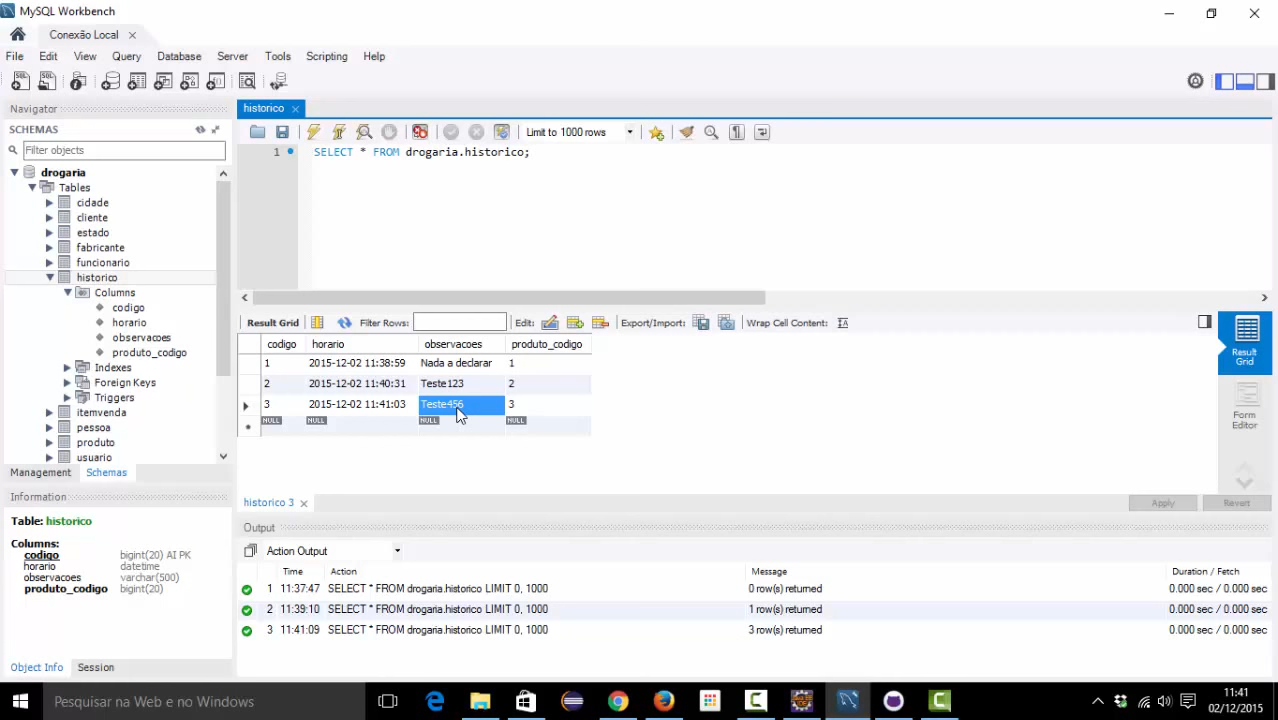 MySQL Workbench
Conexão Local
File Edit View Query Database Server Tools Scripting Help
Navigator
SCHEMAS
Filter objects
drogaria
Tables
cidade
cliente
estado
fabricante
funcionario
historico
Columns
codigo
horario
observacoes
produto_codigo
Indexes
Foreign Keys
Triggers
itemvenda
pessoa
produto
usuario
Management Schemas
Information
Table: historico
Columns:
codigo bigint(20) AI PK
horario datetime
observacoes varchar(500)
produto_codigo bigint(20)
Object Info Session
historico
Limit to 1000 rows
1 SELECT * FROM drogaria.historico;
Result Grid Filter Rows: Edit: Export/Import: Wrap Cell Content:
codigo horario observacoes produto_codigo
1 2015-12-02 11:38:59 Nada a declarar 1
2 2015-12-02 11:40:31 Teste123 2
3 2015-12-02 11:41:03 Teste456 3
NULL NULL NULL NULL
Result
Grid
Form
Editor
historico 3
Apply Revert
Output
Action Output
Time Action Message Duration / Fetch
1 11:37:47 SELECT * FROM drogaria.historico LIMIT 0, 1000 0 row(s) returned 0.000 sec / 0.000 sec
2 11:39:10 SELECT * FROM drogaria.historico LIMIT 0, 1000 1 row(s) returned 0.000 sec / 0.000 sec
3 11:41:09 SELECT * FROM drogaria.historico LIMIT 0, 1000 3 row(s) returned 0.000 sec / 0.000 sec
Pesquisar na Web e no Windows
11:41
02/12/2015